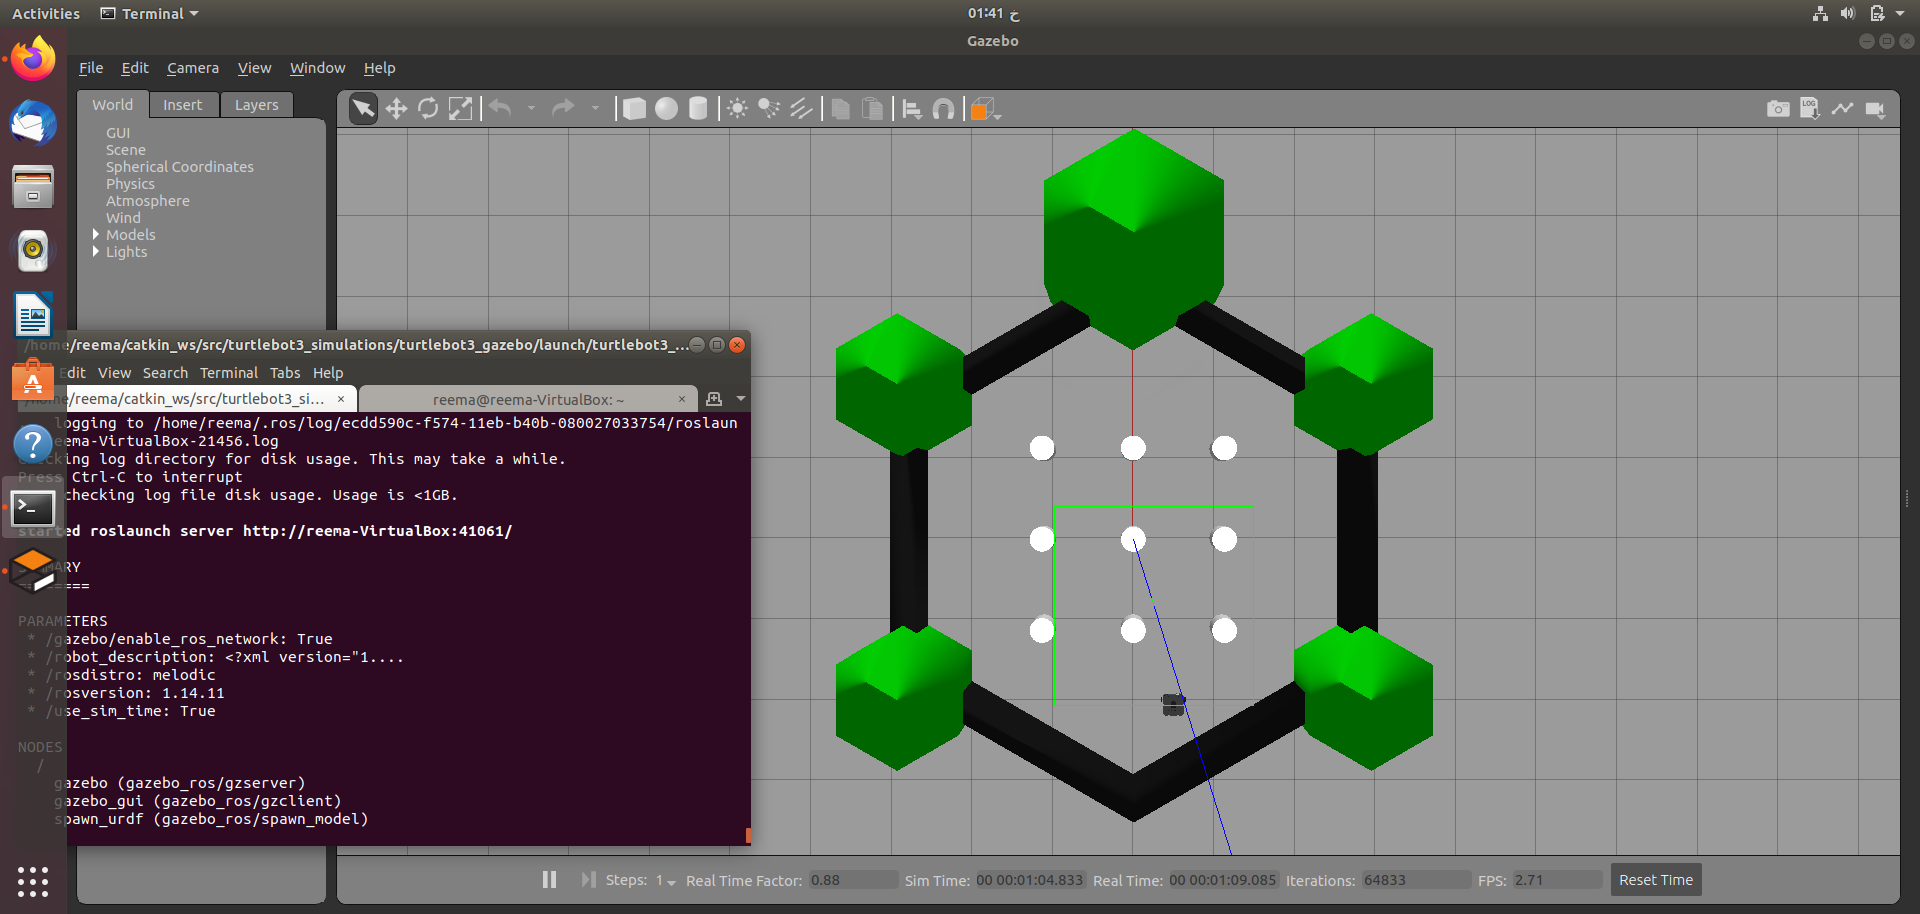 Activities
Terminal
01:41 خ
Gazebo
File Edit Camera View Window Help
World Insert Layers
GUI
Scene
Spherical Coordinates
Physics
Atmosphere
Wind
Models
Lights
LOG
/home/reema/catkin_ws/src/turtlebot3_simulations/turtlebot3_gazebo/launch/turtlebot3_...
Edit View Search Terminal Tabs Help
/home/reema/catkin_ws/src/turtlebot3_si... ×
reema@reema-VirtualBox: ~ ×
logging to /home/reema/.ros/log/ecdd590c-f574-11eb-b40b-080027033754/roslaun
eema-VirtualBox-21456.log
Checking log directory for disk usage. This may take a while.
Press Ctrl-C to interrupt
checking log file disk usage. Usage is <1GB.
started roslaunch server http://reema-VirtualBox:41061/
SUMMARY
========
PARAMETERS
* /gazebo/enable_ros_network: True
* /robot_description: <?xml version="1....
* /rosdistro: melodic
* /rosversion: 1.14.11
* /use_sim_time: True
NODES
/
gazebo (gazebo_ros/gzserver)
gazebo_gui (gazebo_ros/gzclient)
spawn_urdf (gazebo_ros/spawn_model)
Steps: 1 Real Time Factor: 0.88 Sim Time: 00 00:01:04.833 Real Time: 00 00:01:09.085 Iterations: 64833 FPS: 2.71 Reset Time